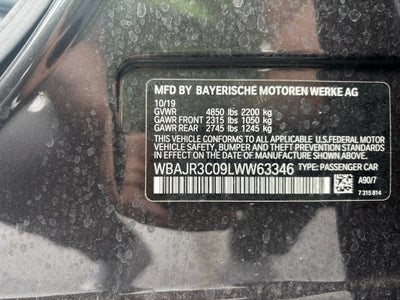 MFD BY BAYERISCHE MOTOREN WERKE AG
10/19
GVWR 4850 lbs 2200 kg
GAWR FRONT 2315 lbs 1050 kg
GAWR REAR 2745 lbs 1245 kg
THIS VEHICLE CONFORMS TO ALL APPLICABLE U.S.FEDERAL MOTOR
VEHICLE SAFETY, BUMPER, AND THEFT PREVENTION STANDARDS
IN EFFECT ON THE DATE OF MANUFACTURE SHOWN ABOVE.
WBAJR3C09LWW63346 TYPE: PASSENGER CAR
A90/7
7 315 814